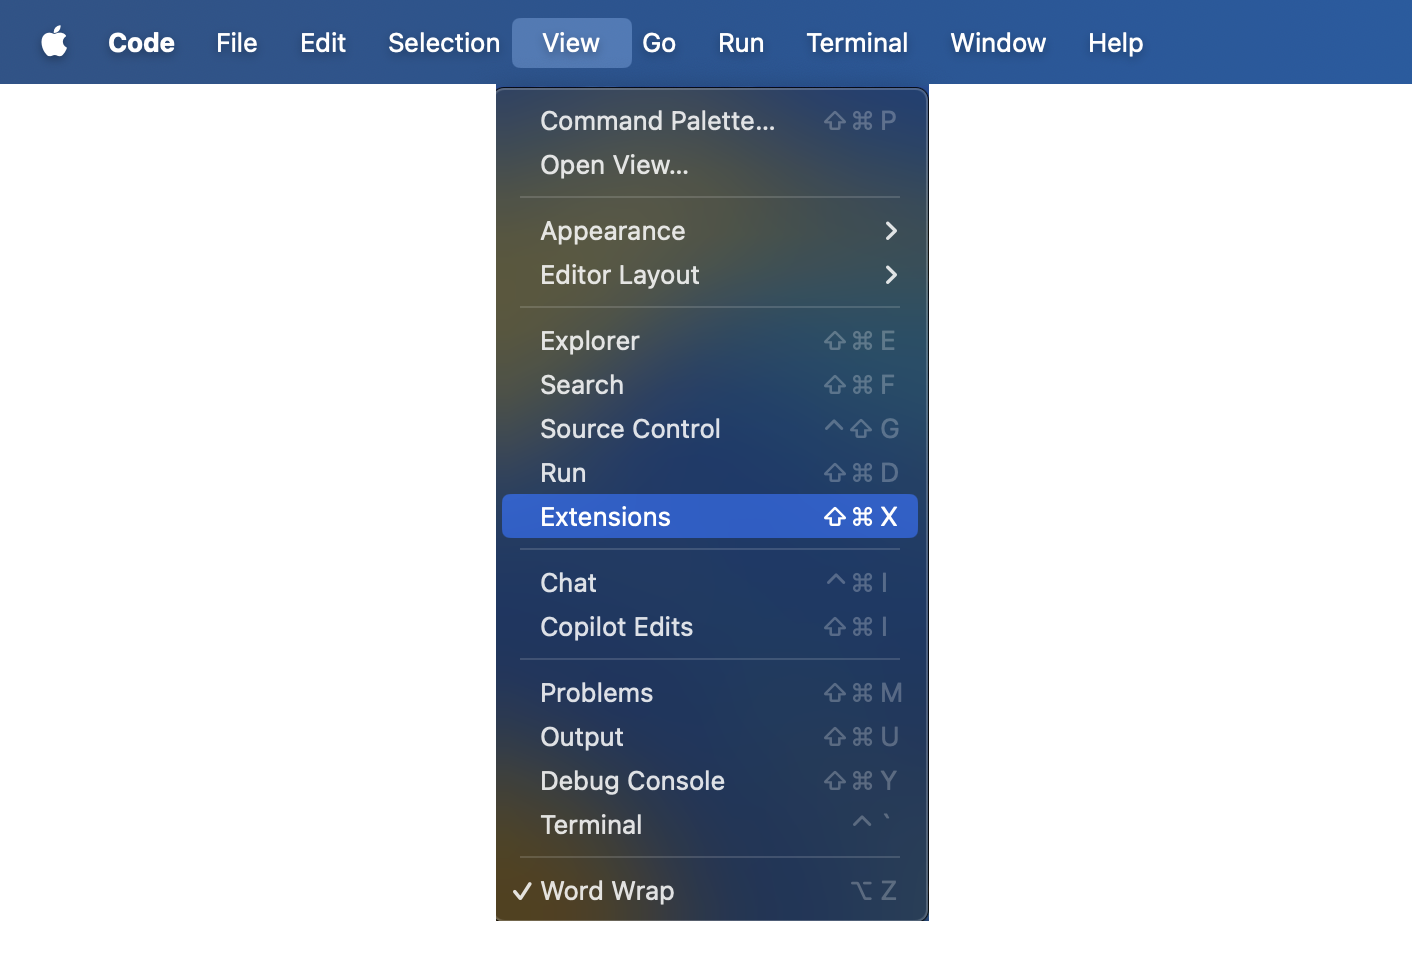 Code File Edit Selection View Go Run Terminal Window Help
Command Palette... ⇧⌘P
Open View...
Appearance
Editor Layout
Explorer ⇧⌘E
Search ⇧⌘F
Source Control ^⇧G
Run ⇧⌘D
Extensions ⇧⌘X
Chat ^⌘I
Copilot Edits ⇧⌘I
Problems ⇧⌘M
Output ⇧⌘U
Debug Console ⇧⌘Y
Terminal ^`
✓ Word Wrap ⌥Z